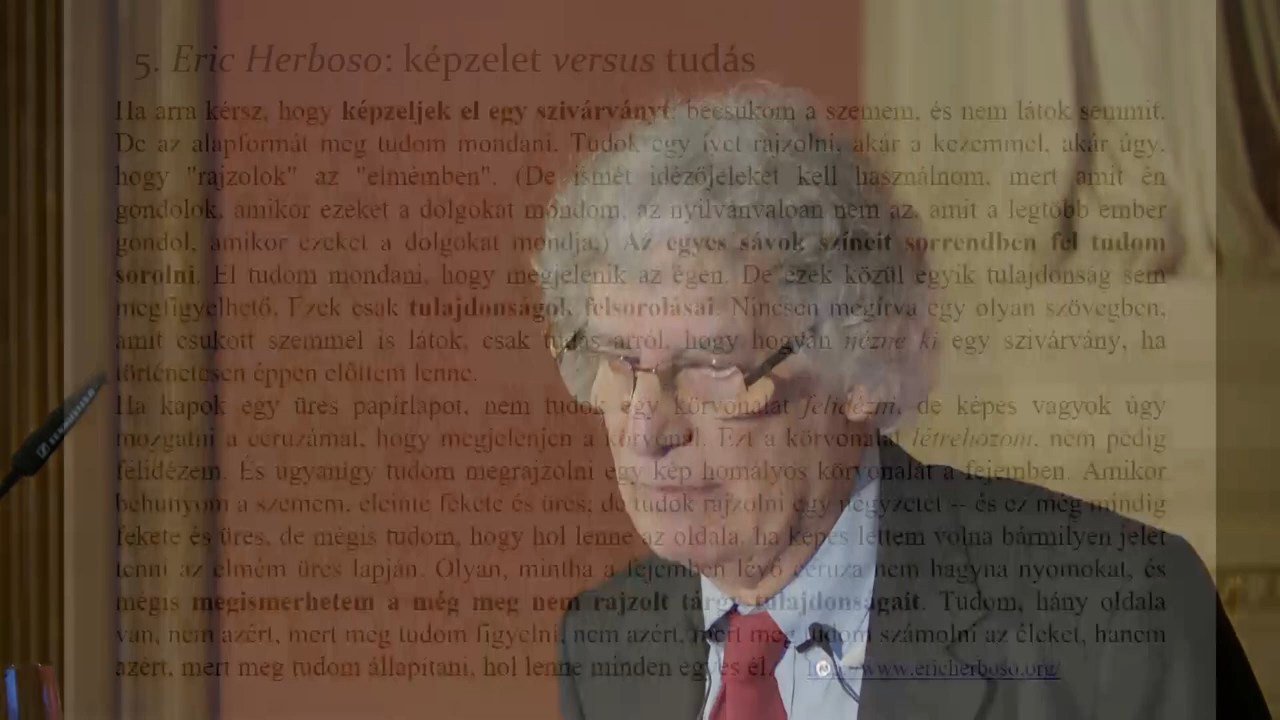 5. Eric Herboso: képzelet versus tudás
Ha arra kérsz, hogy képzeljek el egy szivárványt, becsukom a szemem, és nem látok semmit.
De az alapformát meg tudom mondani. Tudok egy ívet rajzolni, akár a kezemmel, akár úgy,
hogy "rajzolok" az "elmémben". (De ismét idézőjeleket kell használnom, mert amit én
gondolok, amikor ezeket a dolgokat mondom, az nyilvánvalóan nem az, amit a legtöbb ember
gondol, amikor ezeket a dolgokat mondja.) Az egyes sávok színeit sorrendben fel tudom
sorolni. El tudom mondani, hogy megjelenik az égen. De ezek közül egyik tulajdonság sem
megfigyelhető. Ezek csak tulajdonságok felsorolásai. Nincsen megírva egy olyan szövegben,
amit csukott szemmel is látok, csak tudás arról, hogy hogyan nézne ki egy szivárvány, ha
történetesen éppen előttem lenne.
Ha kapok egy üres papírlapot, nem tudok egy körvonalat felidézni, de képes vagyok úgy
mozgatni a ceruzámat, hogy megjelenjen a körvonal. Ezt a körvonalat létrehozom, nem pedig
felidézem. És ugyanígy tudom megrajzolni egy kép homályos körvonalát a fejemben. Amikor
behunyom a szemem, eleinte fekete és üres; de tudok rajzolni egy négyzetet -- és ez még mindig
fekete és üres, de mégis tudom, hogy hol lenne az oldala, ha képes lettem volna bármilyen jelet
tenni az elmém üres lapján. Olyan, mintha a fejemben lévő ceruza nem hagyna nyomokat, és
mégis megismerhetem a még meg nem rajzolt tárgy tulajdonságait. Tudom, hány oldala
van, nem azért, mert meg tudom figyelni, nem azért, mert meg tudom számolni az éleket, hanem
azért, mert meg tudom állapítani, hol lenne minden egyes él. http://www.ericherboso.org/
SENNHEISER